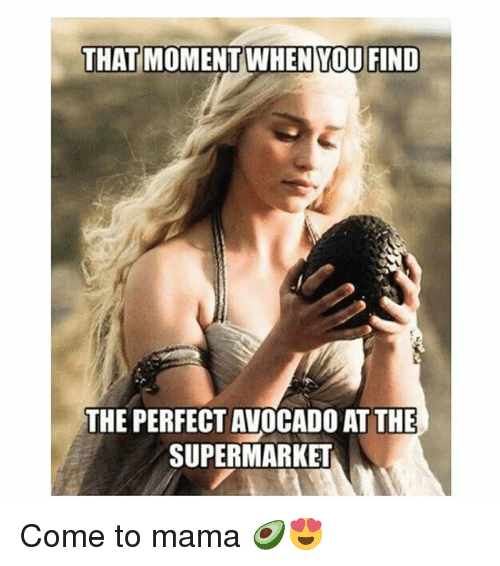 THAT MOMENT WHEN YOU FIND
THE PERFECT AVOCADO AT THE
SUPERMARKET
Come to mama 🥑😍